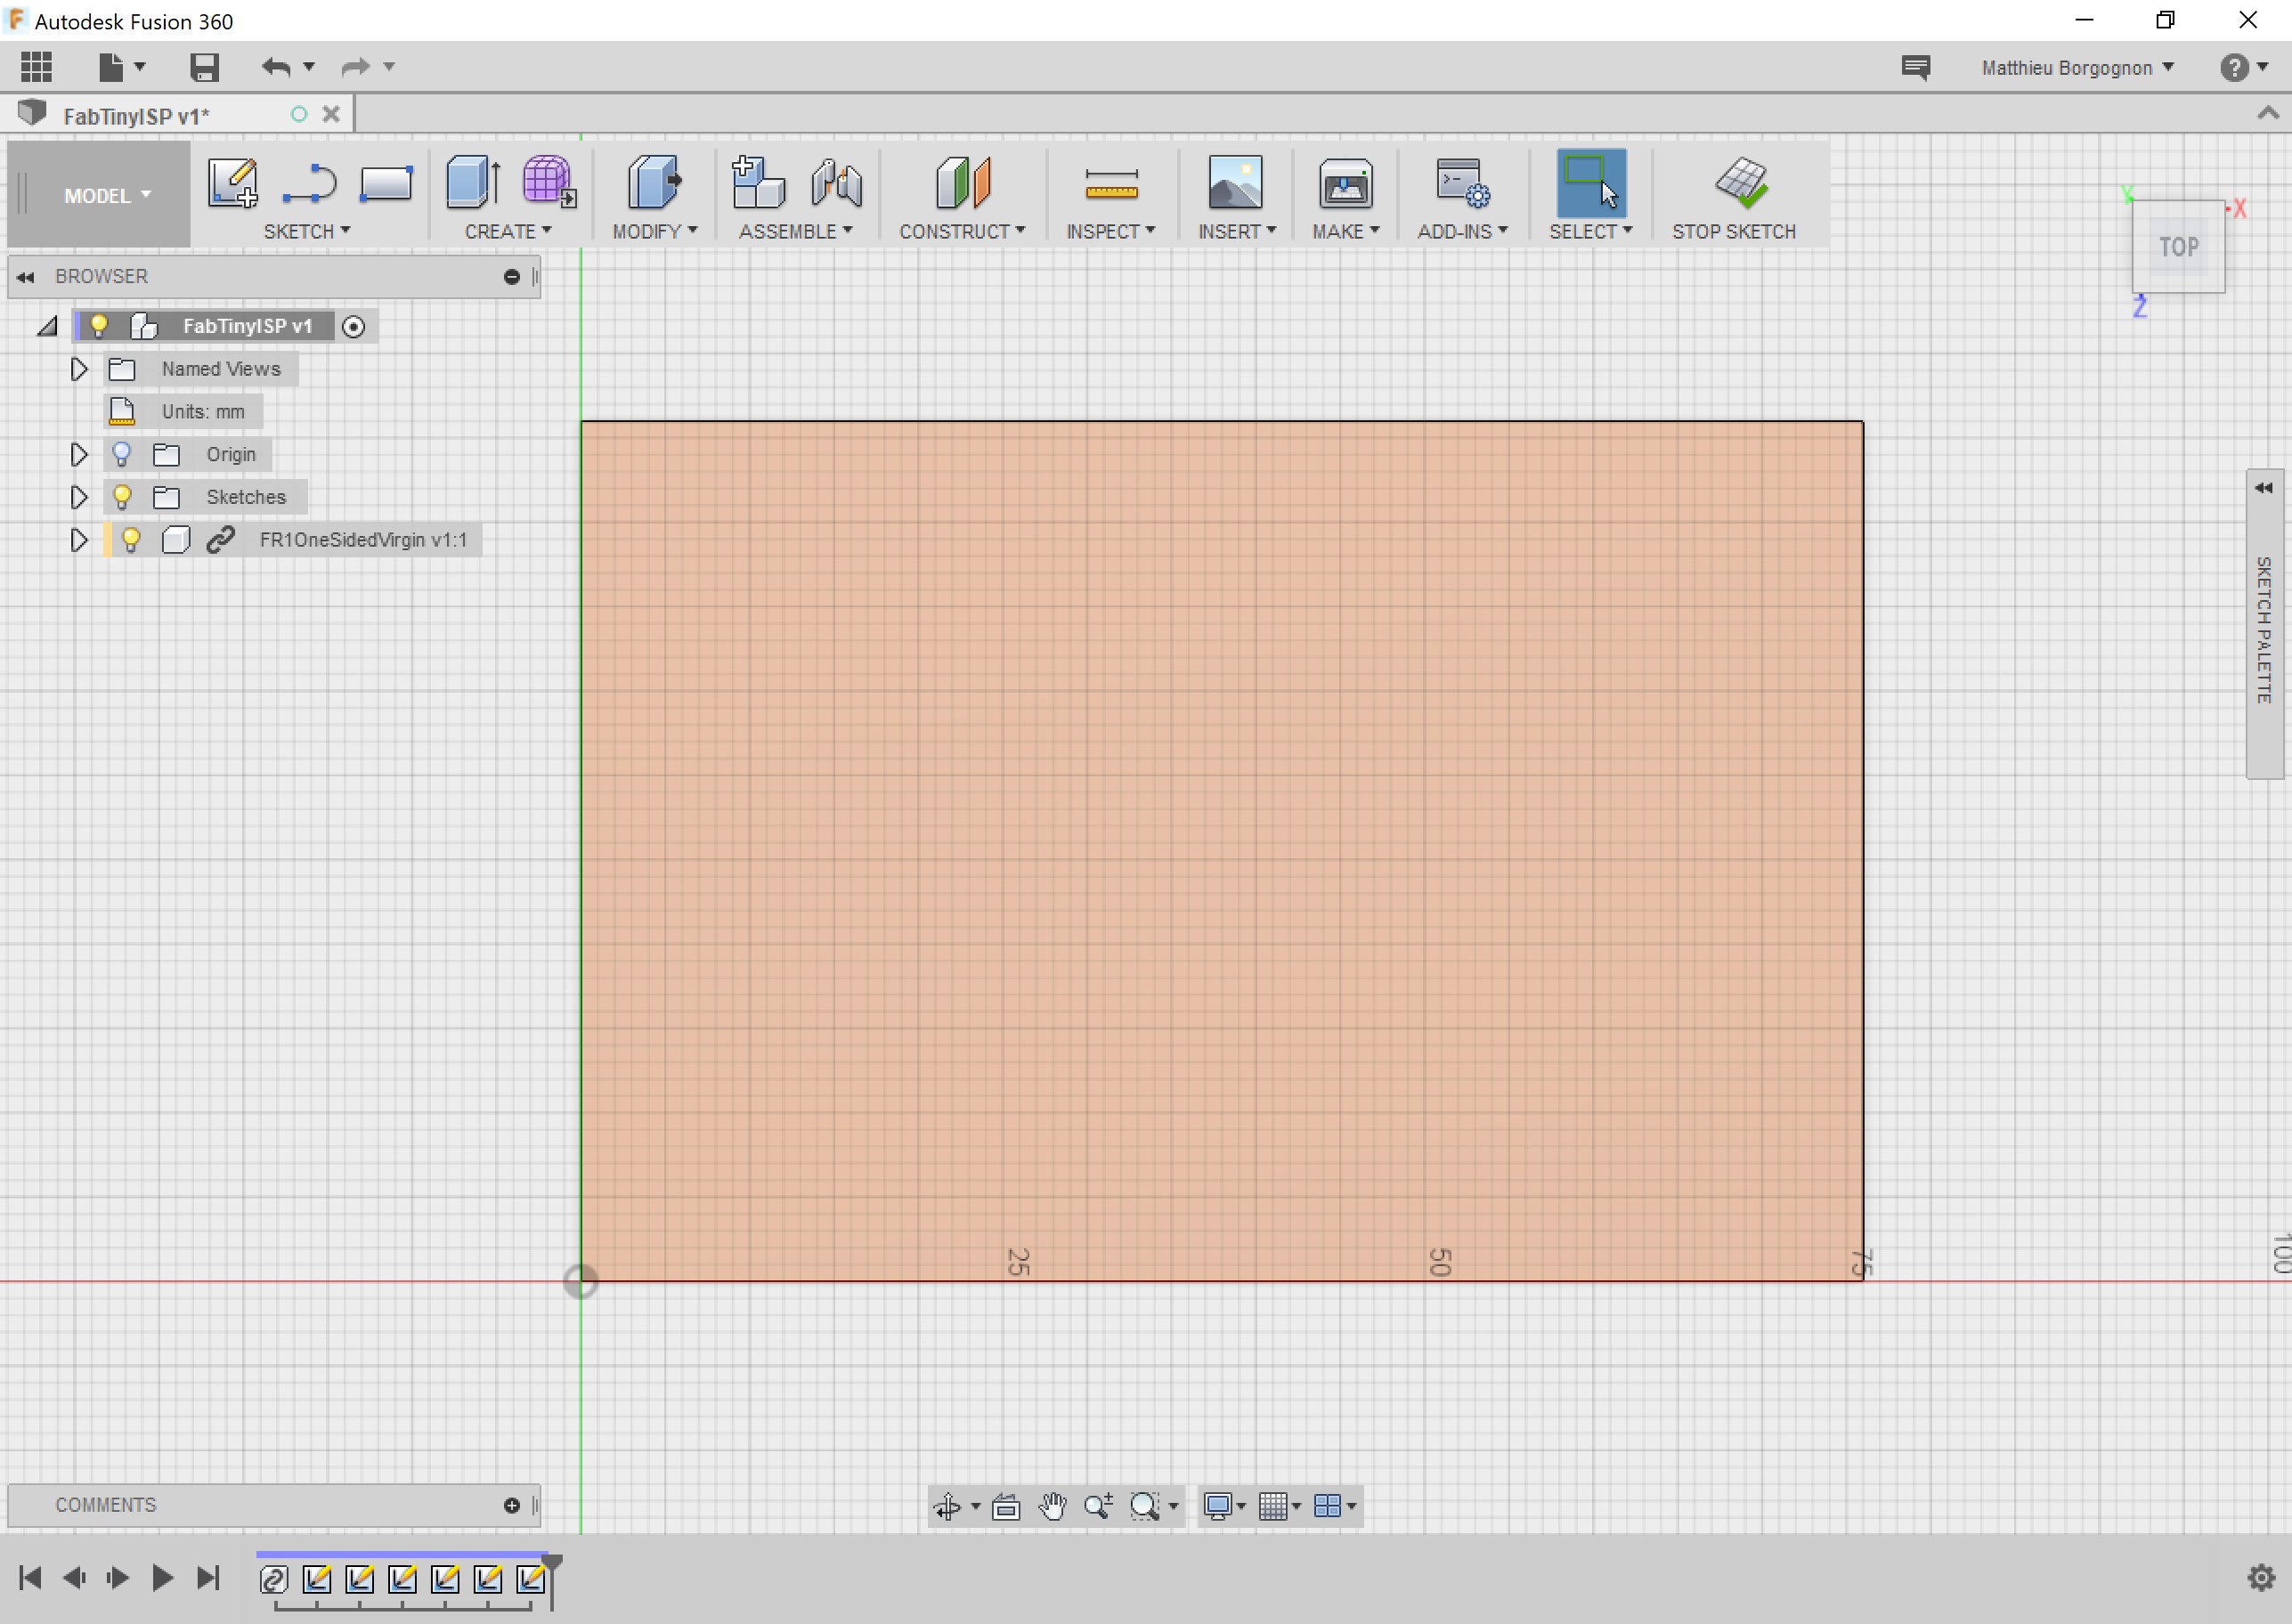 Autodesk Fusion 360
Matthieu Borgognon
FabTinyISP v1*
MODEL
SKETCH
CREATE
MODIFY
ASSEMBLE
CONSTRUCT
INSPECT
INSERT
MAKE
ADD-INS
SELECT
STOP SKETCH
Y
X
TOP
Z
BROWSER
FabTinyISP v1
Named Views
Units: mm
Origin
Sketches
FR1OneSidedVirgin v1:1
SKETCH PALETTE
25
50
75
100
COMMENTS